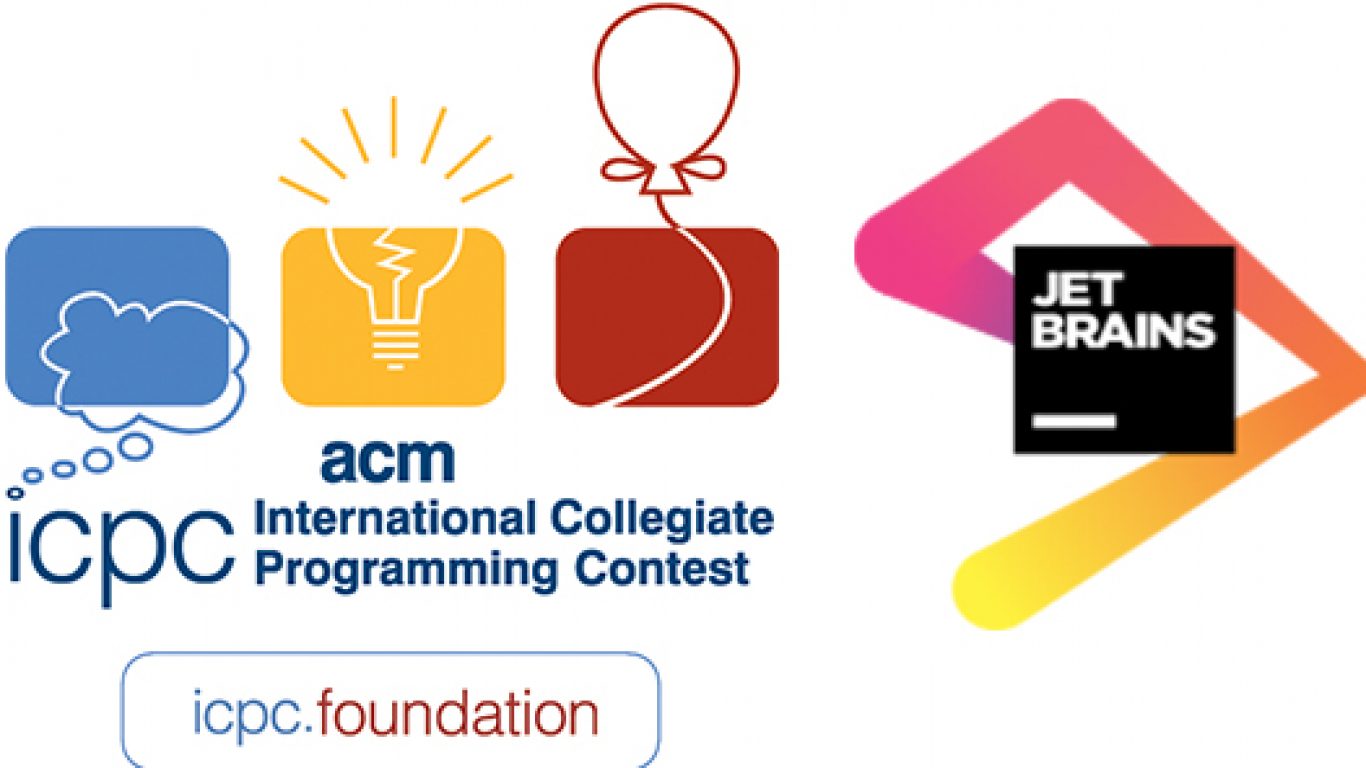 acm
icpc International Collegiate
Programming Contest
icpc.foundation
JET
BRAINS